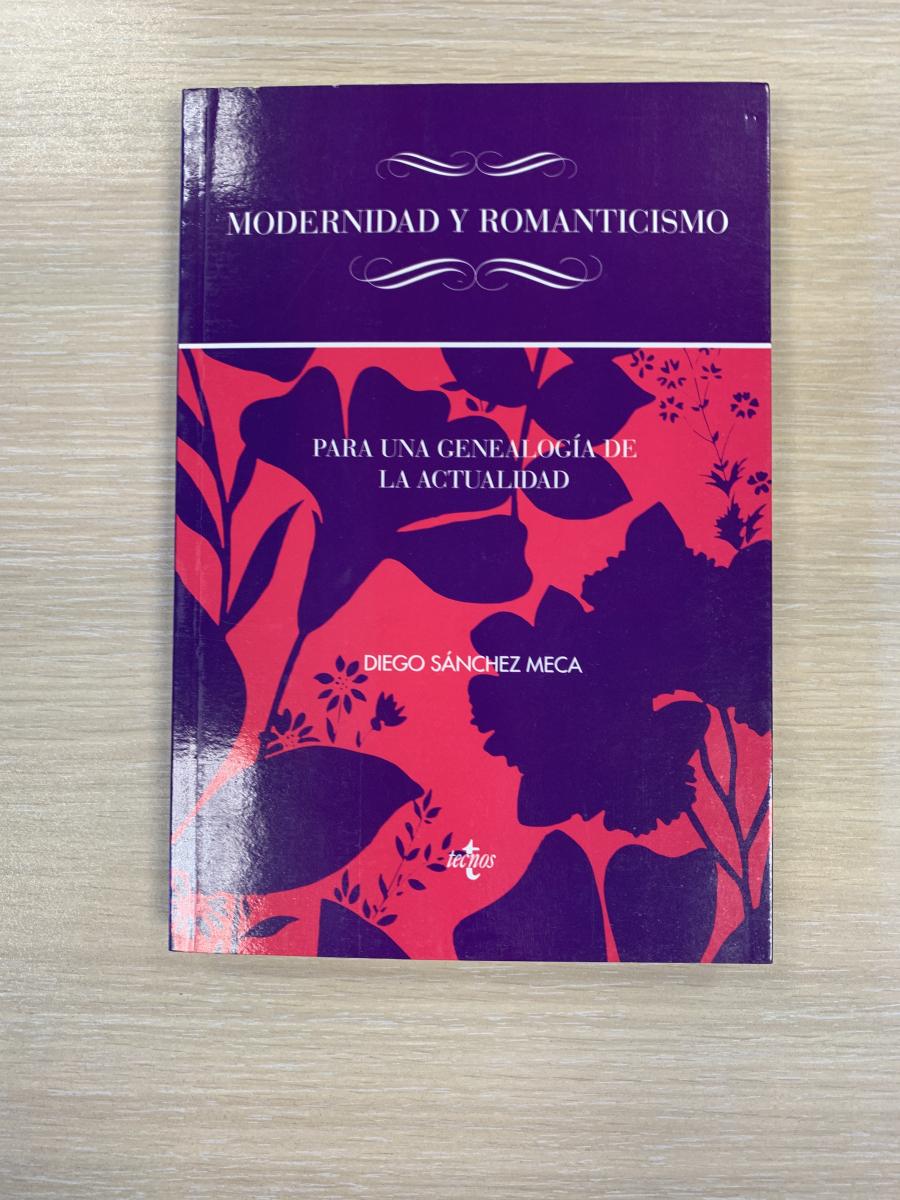 MODERNIDAD Y ROMANTICISMO
PARA UNA GENEALOGÍA DE
LA ACTUALIDAD
DIEGO SÁNCHEZ MECA
tecnos